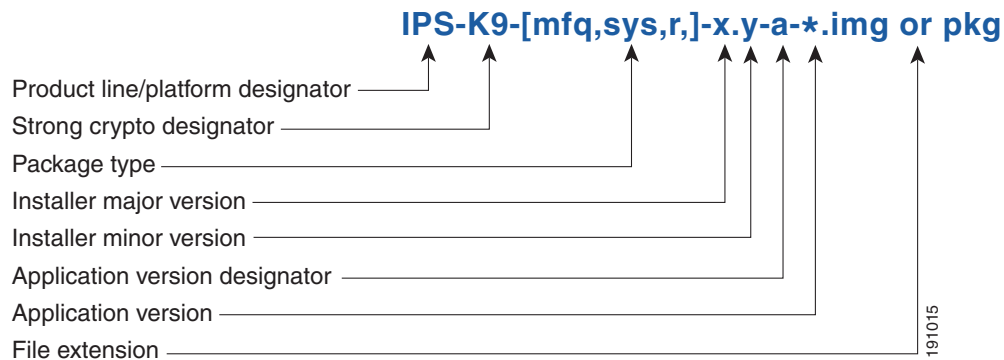 IPS-K9-[mfq,sys,r,]-x.y-a-*.img or pkg
Product line/platform designator
Strong crypto designator
Package type
Installer major version
Installer minor version
Application version designator
Application version
File extension
191015